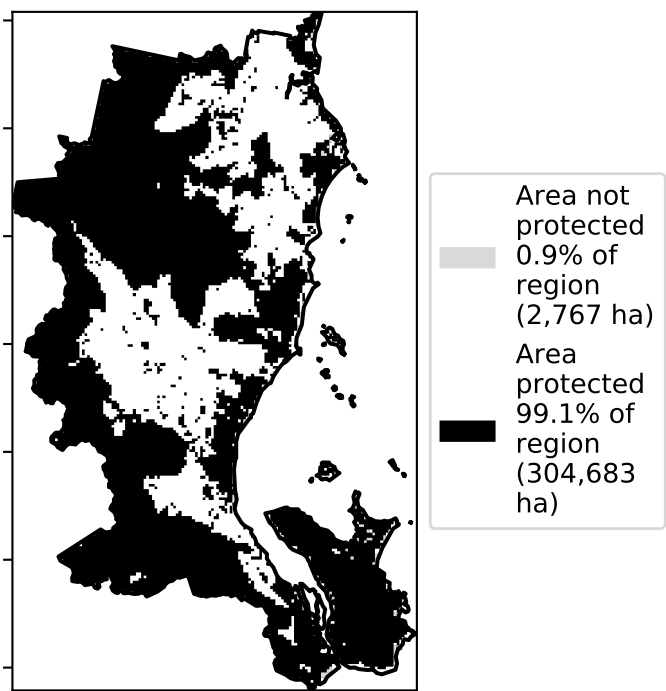 Area not
protected
0.9% of
region
(2,767 ha)
Area
protected
99.1% of
region
(304,683
ha)